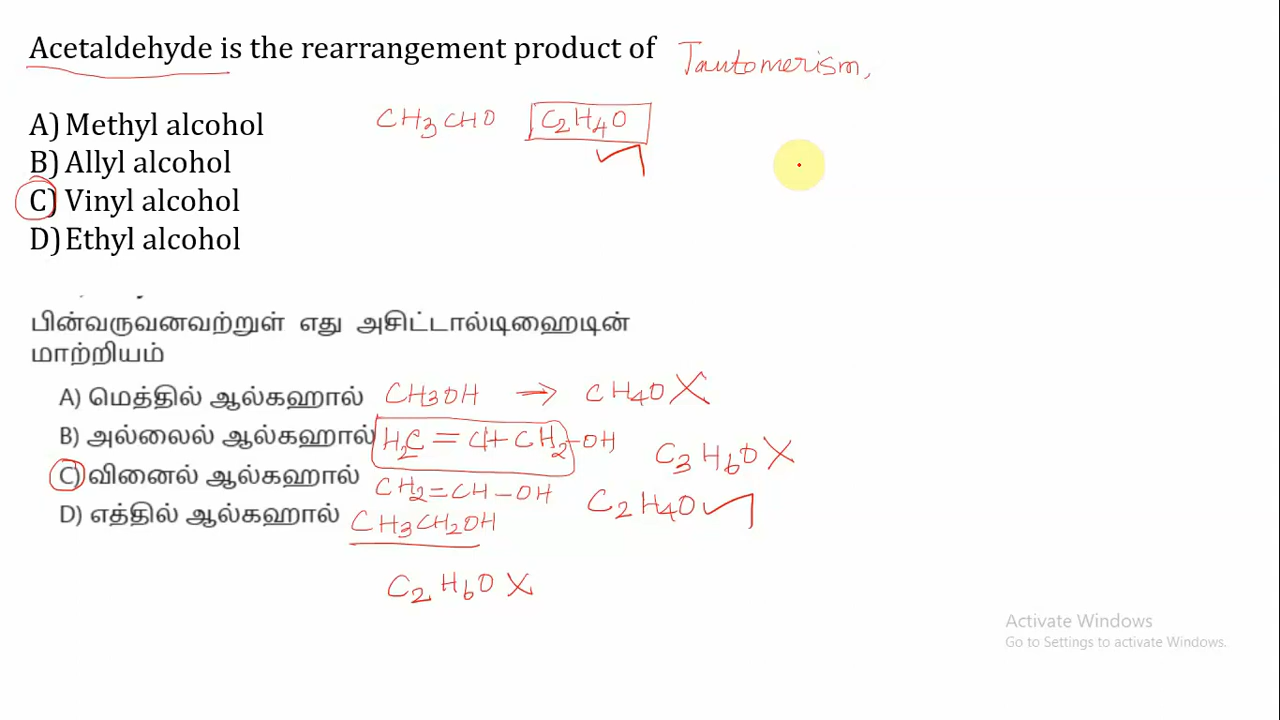 Acetaldehyde is the rearrangement product of Tautomerism,
A) Methyl alcohol CH3CHO C2H4O
B) Allyl alcohol
C) Vinyl alcohol
D) Ethyl alcohol
பின்வருவனவற்றுள் எது அசிட்டால்டிஹைடின்
மாற்றியம்
A) மெத்தில் ஆல்கஹால் CH3OH → CH4O X
B) அல்லைல் ஆல்கஹால் H2C = CH CH2-OH C3H6O X
C) வினைல் ஆல்கஹால் CH2=CH-OH C2H4O ✓
D) எத்தில் ஆல்கஹால் CH3CH2OH
C2H6O X
Activate Windows
Go to Settings to activate Windows.